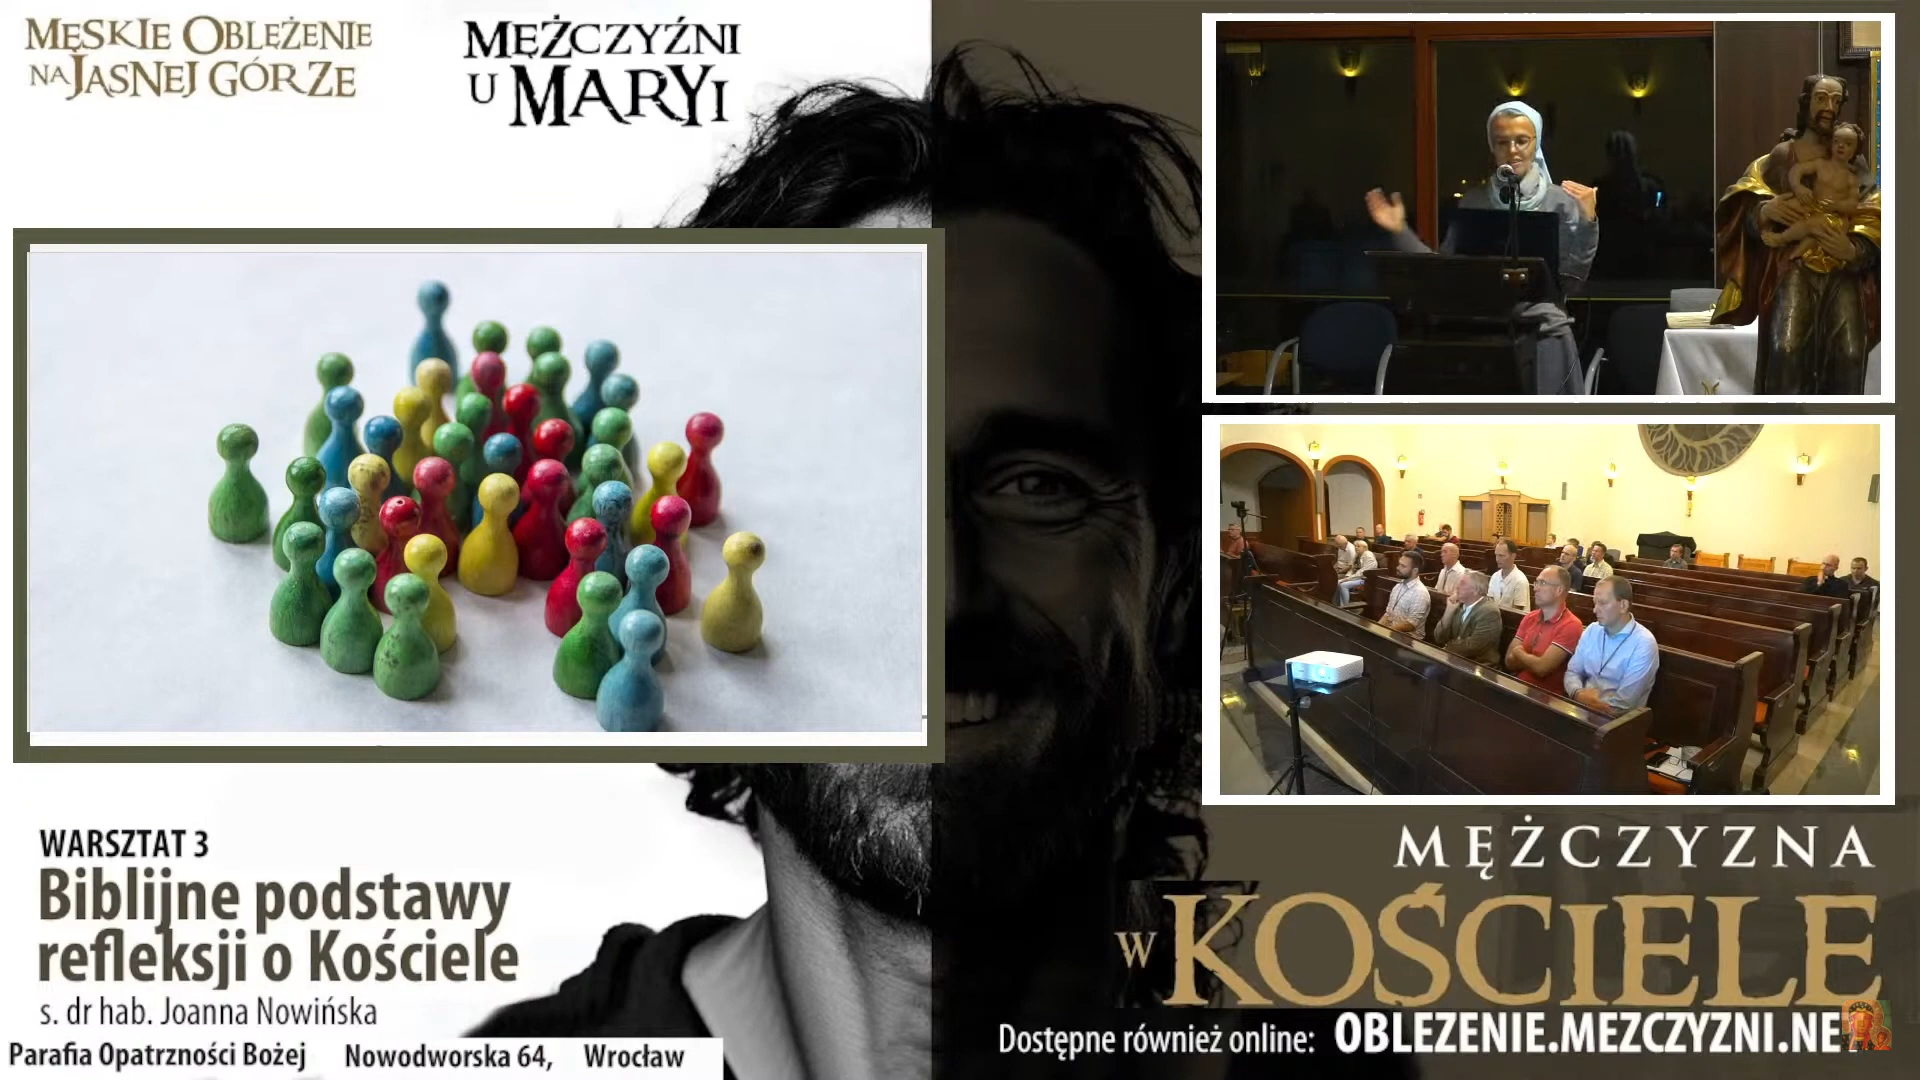 MĘSKIE OBLĘŻENIE
NA JASNEJ GÓRZE
MĘŻCZYŹNI
U MARYI
WARSZTAT 3
Biblijne podstawy
refleksji o Kościele
s. dr hab. Joanna Nowińska
Parafia Opatrzności Bożej Nowodworska 64, Wrocław
MĘŻCZYZNA
W KOŚCIELE
Dostępne również online: OBLEZENIE.MEZCZYZNI.NE